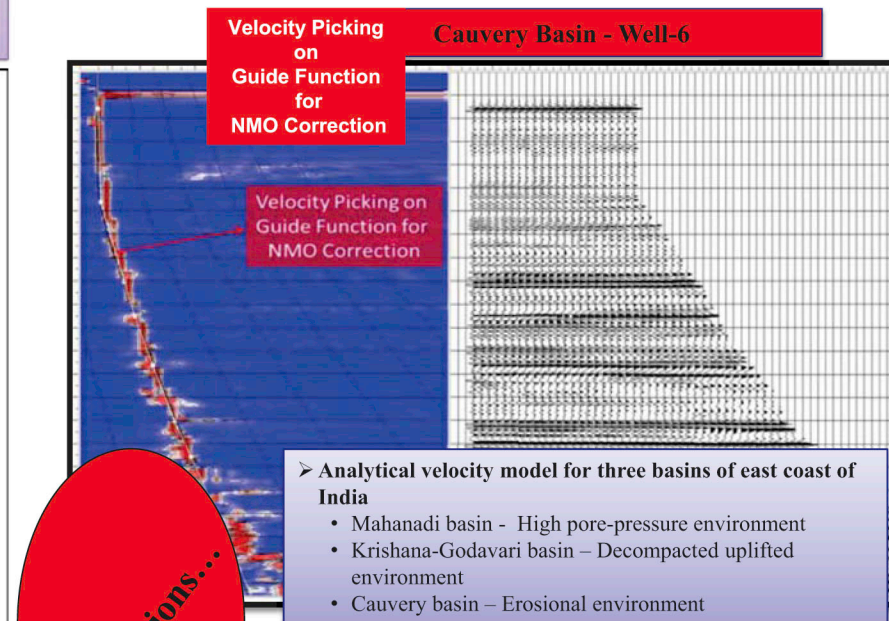 Velocity Picking
on
Guide Function
for
NMO Correction
Cauvery Basin - Well-6
Velocity Picking on
Guide Function for
NMO Correction
➢ Analytical velocity model for three basins of east coast of
India
• Mahanadi basin - High pore-pressure environment
• Krishana-Godavari basin – Decompacted uplifted
environment
• Cauvery basin – Erosional environment
ions...